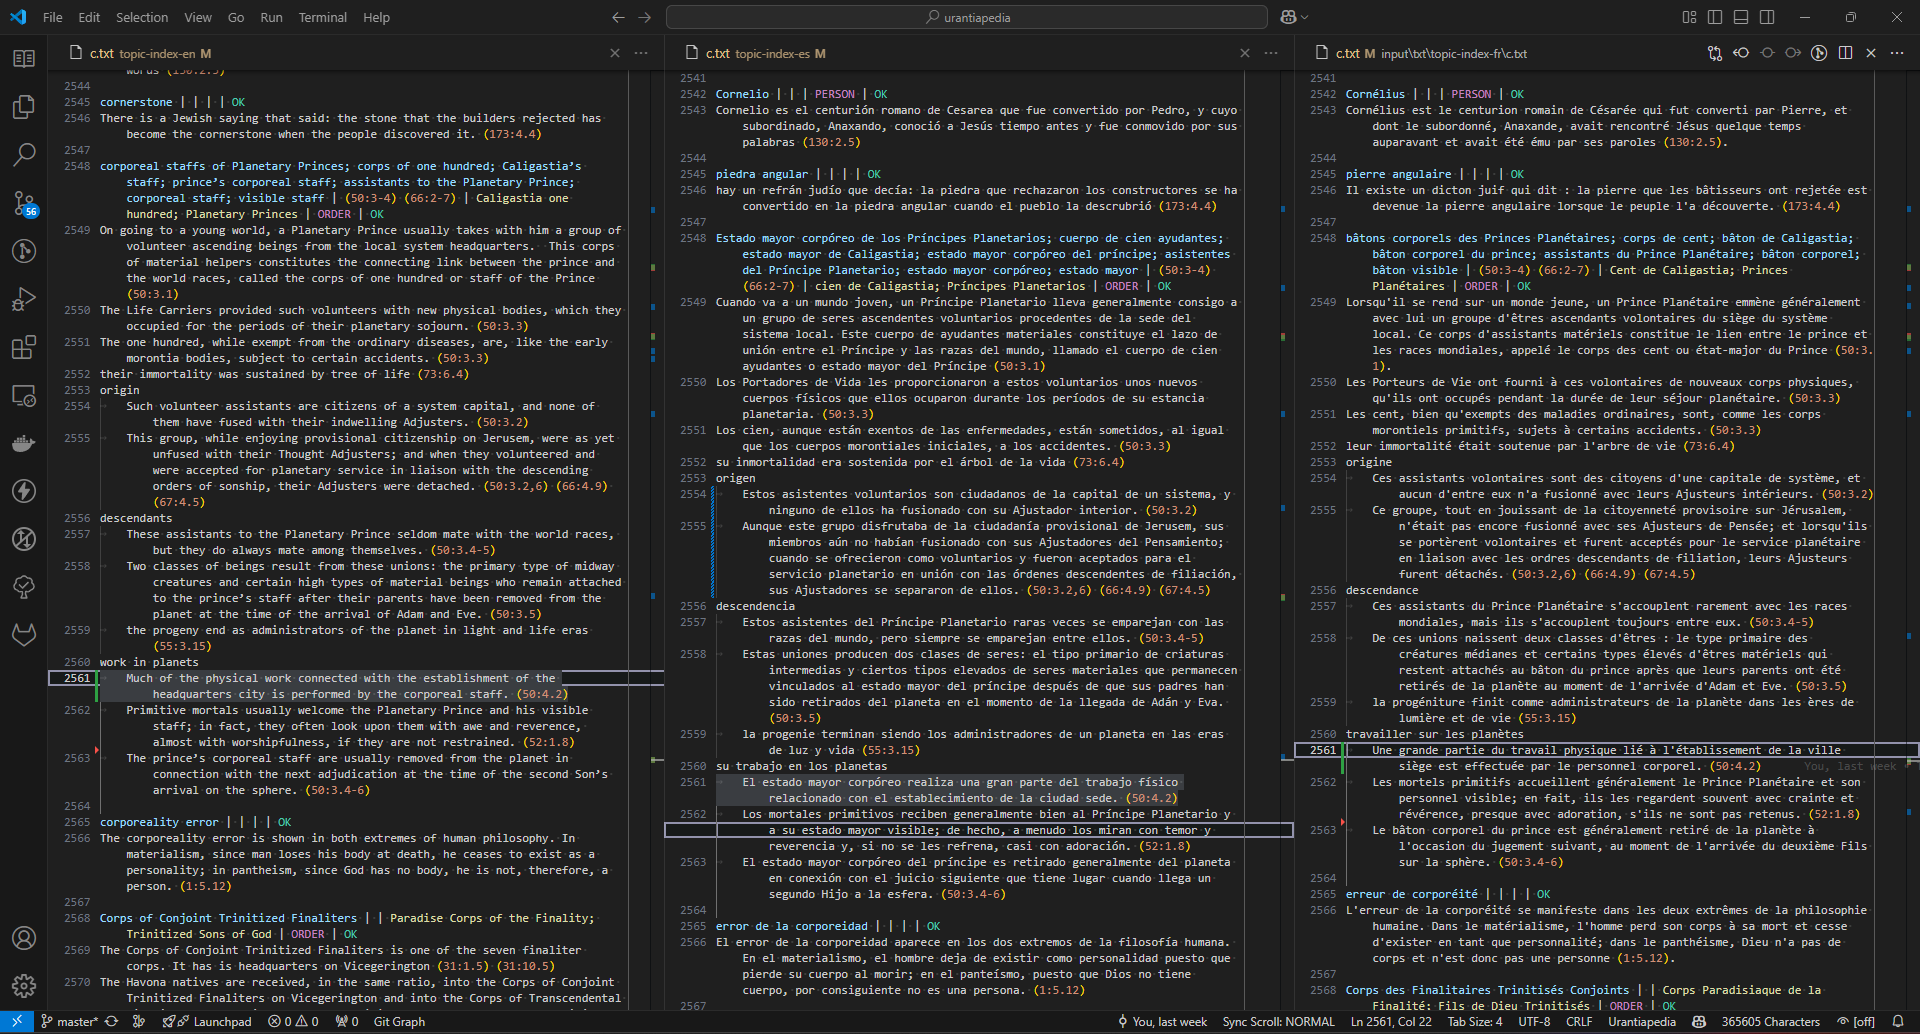 File Edit Selection View Go Run Terminal Help
urantiapedia
c.txt topic-index-en M
words (130:2.5)
2544
2545 cornerstone | | | | OK
2546 There is a Jewish saying that said: the stone that the builders rejected has
become the cornerstone when the people discovered it. (173:4.4)
2547
2548 corporeal staffs of Planetary Princes; corps of one hundred; Caligastia’s
staff; prince’s corporeal staff; assistants to the Planetary Prince;
corporeal staff; visible staff | (50:3-4) (66:2-7) | Caligastia one
hundred; Planetary Princes | ORDER | OK
2549 On going to a young world, a Planetary Prince usually takes with him a group of
volunteer ascending beings from the local system headquarters. This corps
of material helpers constitutes the connecting link between the prince and
the world races, called the corps of one hundred or staff of the Prince
(50:3.1)
2550 The Life Carriers provided such volunteers with new physical bodies, which they
occupied for the periods of their planetary sojourn. (50:3.3)
2551 The one hundred, while exempt from the ordinary diseases, are, like the early
morontia bodies, subject to certain accidents. (50:3.3)
2552 their immortality was sustained by tree of life (73:6.4)
2553 origin
2554 Such volunteer assistants are citizens of a system capital, and none of
them have fused with their indwelling Adjusters. (50:3.2)
2555 This group, while enjoying provisional citizenship on Jerusem, were as yet
unfused with their Thought Adjusters; and when they volunteered and
were accepted for planetary service in liaison with the descending
orders of sonship, their Adjusters were detached. (50:3.2,6) (66:4.9)
(67:4.5)
2556 descendants
2557 These assistants to the Planetary Prince seldom mate with the world races,
but they do always mate among themselves. (50:3.4-5)
2558 Two classes of beings result from these unions: the primary type of midway
creatures and certain high types of material beings who remain attached
to the prince’s staff after their parents have been removed from the
planet at the time of the arrival of Adam and Eve. (50:3.5)
2559 the progeny end as administrators of the planet in light and life eras
(55:3.15)
2560 work in planets
2561 Much of the physical work connected with the establishment of the
headquarters city is performed by the corporeal staff. (50:4.2)
2562 Primitive mortals usually welcome the Planetary Prince and his visible
staff; in fact, they often look upon them with awe and reverence,
almost with worshipfulness, if they are not restrained. (52:1.8)
2563 The prince’s corporeal staff are usually removed from the planet in
connection with the next adjudication at the time of the second Son’s
arrival on the sphere. (50:3.4-6)
2564
2565 corporeality error | | | | OK
2566 The corporeality error is shown in both extremes of human philosophy. In
materialism, since man loses his body at death, he ceases to exist as a
personality; in pantheism, since God has no body, he is not, therefore, a
person. (1:5.12)
2567
2568 Corps of Conjoint Trinitized Finaliters | | Paradise Corps of the Finality;
Trinitized Sons of God | ORDER | OK
2569 The Corps of Conjoint Trinitized Finaliters is one of the seven finaliter
corps. It has is headquarters on Vicegerington (31:1.5) (31:10.5)
2570 The Havona natives are received, in the same ratio, into the Corps of Conjoint
Trinitized Finaliters on Vicegerington and into the Corps of Transcendental
c.txt topic-index-es M
2541
2542 Cornelio | | | PERSON | OK
2543 Cornelio es el centurión romano de Cesarea que fue convertido por Pedro, y cuyo
subordinado, Anaxando, conoció a Jesús tiempo antes y fue conmovido por sus
palabras (130:2.5)
2544
2545 piedra angular | | | | OK
2546 hay un refrán judío que decía: la piedra que rechazaron los constructores se ha
convertido en la piedra angular cuando el pueblo la descrubrió (173:4.4)
2547
2548 Estado mayor corpóreo de los Príncipes Planetarios; cuerpo de cien ayudantes;
estado mayor de Caligastia; estado mayor corpóreo del príncipe; asistentes
del Príncipe Planetario; estado mayor corpóreo; estado mayor | (50:3-4)
(66:2-7) | cien de Caligastia; Príncipes Planetarios | ORDER | OK
2549 Cuando va a un mundo joven, un Príncipe Planetario lleva generalmente consigo a
un grupo de seres ascendentes voluntarios procedentes de la sede del
sistema local. Este cuerpo de ayudantes materiales constituye el lazo de
unión entre el Príncipe y las razas del mundo, llamado el cuerpo de cien
ayudantes o estado mayor del Príncipe (50:3.1)
2550 Los Portadores de Vida les proporcionaron a estos voluntarios unos nuevos
cuerpos físicos que ellos ocuparon durante los períodos de su estancia
planetaria. (50:3.3)
2551 Los cien, aunque están exentos de las enfermedades, están sometidos, al igual
que los cuerpos morontiales iniciales, a los accidentes. (50:3.3)
2552 su inmortalidad era sostenida por el árbol de la vida (73:6.4)
2553 origen
2554 Estos asistentes voluntarios son ciudadanos de la capital de un sistema, y
ninguno de ellos ha fusionado con su Ajustador interior. (50:3.2)
2555 Aunque este grupo disfrutaba de la ciudadanía provisional de Jerusem, sus
miembros aún no habían fusionado con sus Ajustadores del Pensamiento;
cuando se ofrecieron como voluntarios y fueron aceptados para el
servicio planetario en unión con las órdenes descendentes de filiación,
sus Ajustadores se separaron de ellos. (50:3.2,6) (66:4.9) (67:4.5)
2556 descendencia
2557 Estos asistentes del Príncipe Planetario raras veces se emparejan con las
razas del mundo, pero siempre se emparejan entre ellos. (50:3.4-5)
2558 Estas uniones producen dos clases de seres: el tipo primario de criaturas
intermedias y ciertos tipos elevados de seres materiales que permanecen
vinculados al estado mayor del príncipe después de que sus padres han
sido retirados del planeta en el momento de la llegada de Adán y Eva.
(50:3.5)
2559 la progenie terminan siendo los administradores de un planeta en las eras
de luz y vida (55:3.15)
2560 su trabajo en los planetas
2561 El estado mayor corpóreo realiza una gran parte del trabajo físico
relacionado con el establecimiento de la ciudad sede. (50:4.2)
2562 Los mortales primitivos reciben generalmente bien al Príncipe Planetario y
a su estado mayor visible; de hecho, a menudo los miran con temor y
reverencia y, si no se les refrena, casi con adoración. (52:1.8)
2563 El estado mayor corpóreo del príncipe es retirado generalmente del planeta
en conexión con el juicio siguiente que tiene lugar cuando llega un
segundo Hijo a la esfera. (50:3.4-6)
2564
2565 error de la corporeidad | | | | OK
2566 El error de la corporeidad aparece en los dos extremos de la filosofía humana.
En el materialismo, el hombre deja de existir como personalidad puesto que
pierde su cuerpo al morir; en el panteísmo, puesto que Dios no tiene
cuerpo, por consiguiente no es una persona. (1:5.12)
2567
c.txt M input\txt\topic-index-fr\c.txt
2541
2542 Cornélius | | | PERSON | OK
2543 Cornélius est le centurion romain de Césarée qui fut converti par Pierre, et
dont le subordonné, Anaxande, avait rencontré Jésus quelque temps
auparavant et avait été ému par ses paroles (130:2.5).
2544
2545 pierre angulaire | | | | OK
2546 Il existe un dicton juif qui dit : la pierre que les bâtisseurs ont rejetée est
devenue la pierre angulaire lorsque le peuple l'a découverte. (173:4.4)
2547
2548 bâtons corporels des Princes Planétaires; corps de cent; bâton de Caligastia;
bâton corporel du prince; assistants du Prince Planétaire; bâton corporel;
bâton visible | (50:3-4) (66:2-7) | Cent de Caligastia; Princes
Planétaires | ORDER | OK
2549 Lorsqu'il se rend sur un monde jeune, un Prince Planétaire emmène généralement
avec lui un groupe d'êtres ascendants volontaires du siège du système
local. Ce corps d'assistants matériels constitue le lien entre le prince et
les races mondiales, appelé le corps des cent ou état-major du Prince (50:3.
1).
2550 Les Porteurs de Vie ont fourni à ces volontaires de nouveaux corps physiques,
qu'ils ont occupés pendant la durée de leur séjour planétaire. (50:3.3)
2551 Les cent, bien qu'exempts des maladies ordinaires, sont, comme les corps
morontiels primitifs, sujets à certains accidents. (50:3.3)
2552 leur immortalité était soutenue par l'arbre de vie (73:6.4)
2553 origine
2554 Ces assistants volontaires sont des citoyens d'une capitale de système, et
aucun d'entre eux n'a fusionné avec leurs Ajusteurs intérieurs. (50:3.2)
2555 Ce groupe, tout en jouissant de la citoyenneté provisoire sur Jérusalem,
n'était pas encore fusionné avec ses Ajusteurs de Pensée; et lorsqu'ils
se portèrent volontaires et furent acceptés pour le service planétaire
en liaison avec les ordres descendants de filiation, leurs Ajusteurs
furent détachés. (50:3.2,6) (66:4.9) (67:4.5)
2556 descendance
2557 Ces assistants du Prince Planétaire s'accouplent rarement avec les races
mondiales, mais ils s'accouplent toujours entre eux. (50:3.4-5)
2558 De ces unions naissent deux classes d'êtres : le type primaire des
créatures médianes et certains types élevés d'êtres matériels qui
restent attachés au bâton du prince après que leurs parents ont été
retirés de la planète au moment de l'arrivée d'Adam et Eve. (50:3.5)
2559 la progéniture finit comme administrateurs de la planète dans les ères de
lumière et de vie (55:3.15)
2560 travailler sur les planètes
2561 Une grande partie du travail physique lié à l'établissement de la ville
siège est effectuée par le personnel corporel. (50:4.2) You, last week
2562 Les mortels primitifs accueillent généralement le Prince Planétaire et son
personnel visible; en fait, ils les regardent souvent avec crainte et
révérence, presque avec adoration, s'ils ne sont pas retenus. (52:1.8)
2563 Le bâton corporel du prince est généralement retiré de la planète à
l'occasion du jugement suivant, au moment de l'arrivée du deuxième Fils
sur la sphère. (50:3.4-6)
2564
2565 erreur de corporéité | | | | OK
2566 L'erreur de la corporéité se manifeste dans les deux extrêmes de la philosophie
humaine. Dans le matérialisme, l'homme perd son corps à sa mort et cesse
d'exister en tant que personnalité; dans le panthéisme, Dieu n'a pas de
corps et n'est donc pas une personne (1:5.12).
2567
2568 Corps des Finalitaires Trinitisés Conjoints | | Corps Paradisiaque de la
Finalité; Fils de Dieu Trinitisés | ORDER | OK
56
master* Launchpad 0 0 0 Git Graph
You, last week Sync Scroll: NORMAL Ln 2561, Col 22 Tab Size: 4 UTF-8 CRLF Urantiapedia 365605 Characters [off]